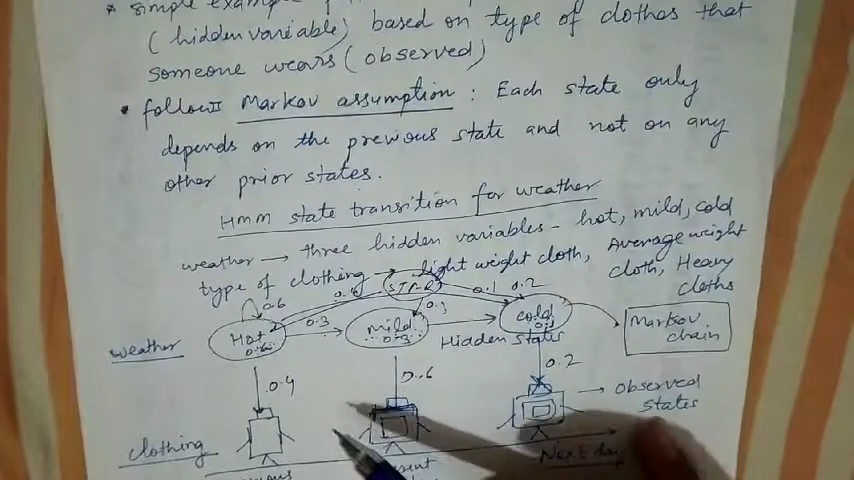 * simple example
(hidden variable) based on type of clothes that
someone wears (observed)
• follows Markov assumption : Each state only
depends on the previous state and not on any
other prior states.
HMM state transition for weather
weather → three hidden variables - hot, mild, cold
type of clothing → light weight cloth, Average weight
cloth, Heavy
cloths
START
0.6 0.3 0.1 0.2
weather Hot mild cold
Hidden States
Markov
chain
0.4 0.6 0.2
observed
states
clothing
Next day